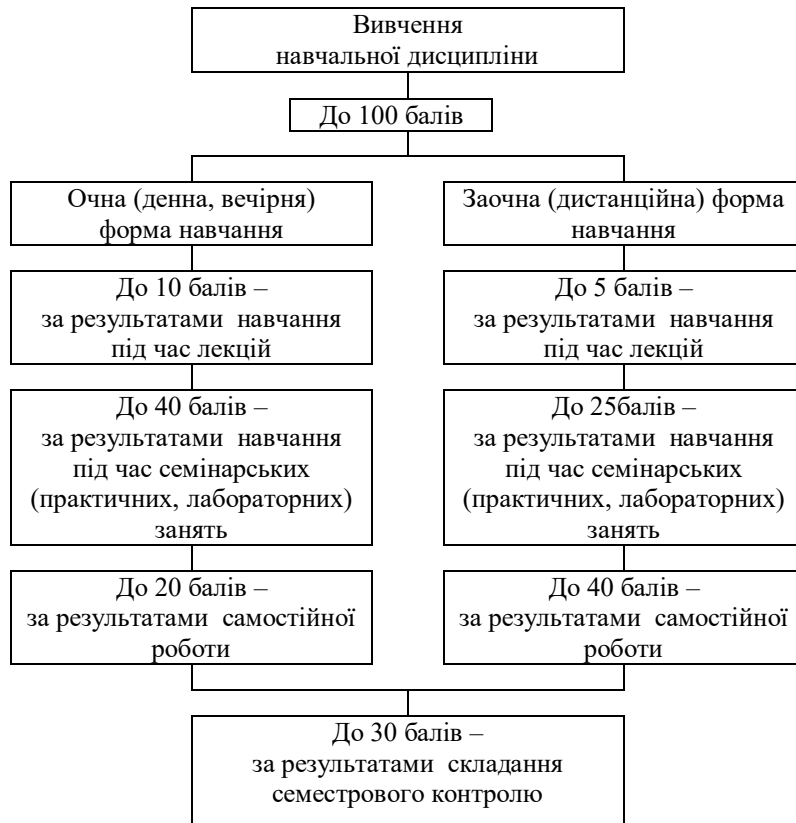 Вивчення
навчальної дисципліни
До 100 балів
Очна (денна, вечірня)
форма навчання
Заочна (дистанційна) форма
навчання
До 10 балів –
за результатами навчання
під час лекцій
До 5 балів –
за результатами навчання
під час лекцій
До 40 балів –
за результатами навчання
під час семінарських
(практичних, лабораторних)
занять
До 25балів –
за результатами навчання
під час семінарських
(практичних, лабораторних)
занять
До 20 балів –
за результатами самостійної
роботи
До 40 балів –
за результатами самостійної
роботи
До 30 балів –
за результатами складання
семестрового контролю